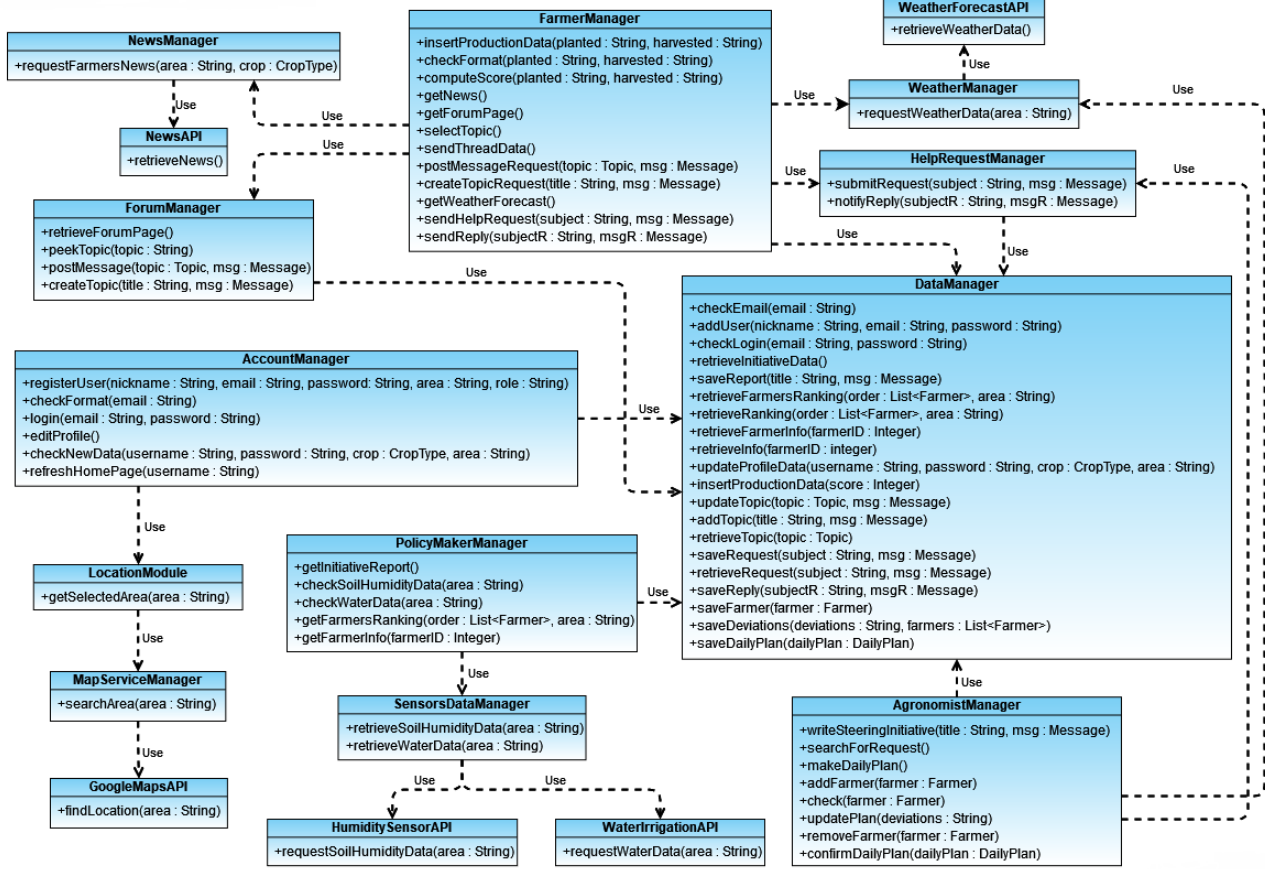 WeatherForecastAPI
+retrieveWeatherData()
FarmerManager
+insertProductionData(planted : String, harvested : String)
+checkFormat(planted : String, harvested : String)
+computeScore(planted : String, harvested : String)
+getNews()
+getForumPage()
+selectTopic()
+sendThreadData()
+postMessageRequest(topic : Topic, msg : Message)
+createTopicRequest(title : String, msg : Message)
+getWeatherForecast()
+sendHelpRequest(subject : String, msg : Message)
+sendReply(subjectR : String, msgR : Message)
NewsManager
+requestFarmersNews(area : String, crop : CropType)
Use
Use
Use
Use
Use
WeatherManager
+requestWeatherData(area : String)
Use
NewsAPI
+retrieveNews()
HelpRequestManager
+submitRequest(subject : String, msg : Message)
+notifyReply(subjectR : String, msgR : Message)
Use
Use
ForumManager
+retrieveForumPage()
+peekTopic(topic : String)
+postMessage(topic : Topic, msg : Message)
+createTopic(title : String, msg : Message)
Use
Use
Use
DataManager
+checkEmail(email : String)
+addUser(nickname : String, email : String, password : String)
+checkLogin(email : String, password : String)
+retrieveInitiativeData()
+saveReport(title : String, msg : Message)
+retrieveFarmersRanking(order : List<Farmer>, area : String)
+retrieveRanking(order : List<Farmer>, area : String)
+retrieveFarmerInfo(farmerID : Integer)
+retrieveInfo(farmerID : integer)
+updateProfileData(username : String, password : String, crop : CropType, area : String)
+insertProductionData(score : Integer)
+updateTopic(topic : Topic, msg : Message)
+addTopic(title : String, msg : Message)
+retrieveTopic(topic : Topic)
+saveRequest(subject : String, msg : Message)
+retrieveRequest(subject : String, msg : Message)
+saveReply(subjectR : String, msgR : Message)
+saveFarmer(farmer : Farmer)
+saveDeviations(deviations : String, farmers : List<Farmer>)
+saveDailyPlan(dailyPlan : DailyPlan)
AccountManager
+registerUser(nickname : String, email : String, password: String, area : String, role : String)
+checkFormat(email : String)
+login(email : String, password : String)
+editProfile()
+checkNewData(username : String, password : String, crop : CropType, area : String)
+refreshHomePage(username : String)
Use
Use
PolicyMakerManager
+getInitiativeReport()
+checkSoilHumidityData(area : String)
+checkWaterData(area : String)
+getFarmersRanking(order : List<Farmer>, area : String)
+getFarmerInfo(farmerID : Integer)
Use
LocationModule
+getSelectedArea(area : String)
Use
Use
MapServiceManager
+searchArea(area : String)
Use
Use
SensorsDataManager
+retrieveSoilHumidityData(area : String)
+retrieveWaterData(area : String)
AgronomistManager
+writeSteeringInitiative(title : String, msg : Message)
+searchForRequest()
+makeDailyPlan()
+addFarmer(farmer : Farmer)
+check(farmer : Farmer)
+updatePlan(deviations : String)
+removeFarmer(farmer : Farmer)
+confirmDailyPlan(dailyPlan : DailyPlan)
Use
Use
GoogleMapsAPI
+findLocation(area : String)
HumiditySensorAPI
+requestSoilHumidityData(area : String)
WaterIrrigationAPI
+requestWaterData(area : String)